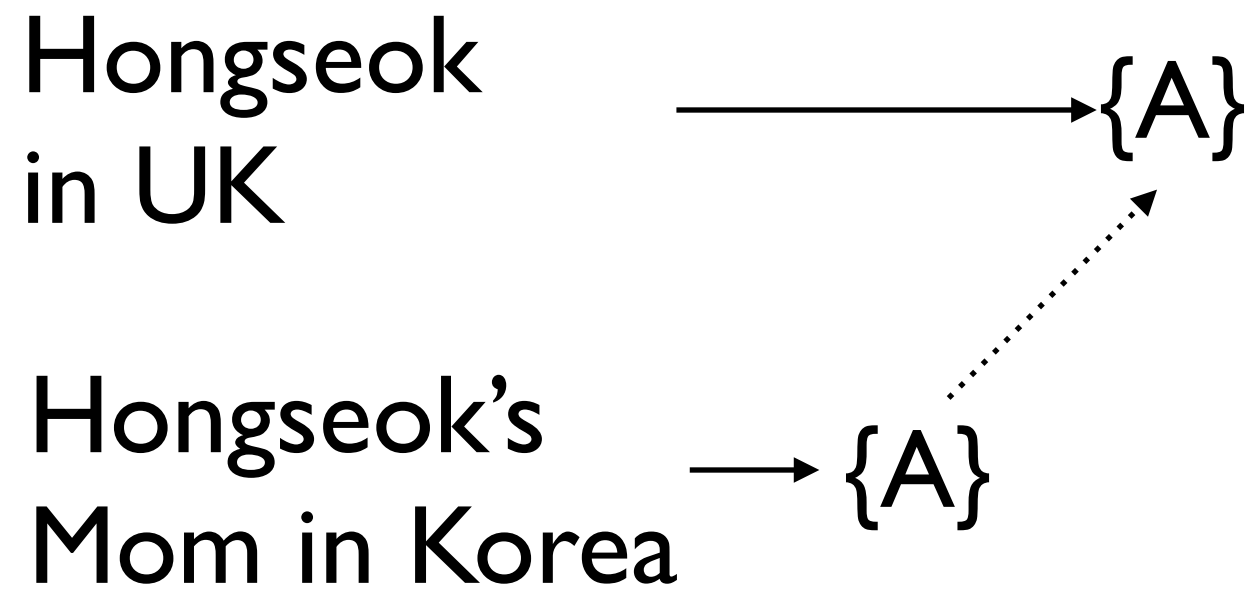 Hongseok
in UK
{A}
Hongseok’s
Mom in Korea
{A}